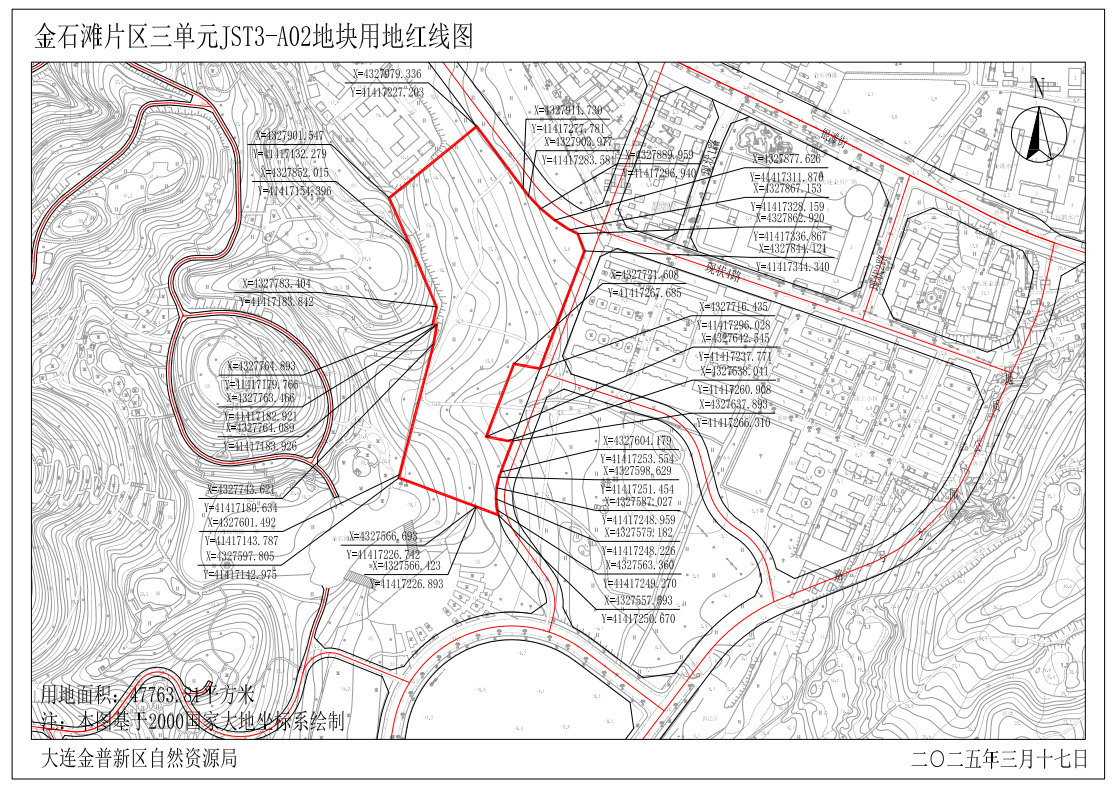 金石滩片区三单元JST3-A02地块用地红线图
X=4327979.336
Y=41417227.203
X=4327911.730
Y=41417277.781
X=4327903.977
Y=41417283.581
X=4327901.547
Y=41417132.279
X=4327852.015
Y=41417154.396
X=4327889.959
Y=41417296.940
X=4327877.626
Y=41417311.870
X=4327867.153
Y=41417328.159
X=4327862.920
Y=41417336.867
X=4327844.121
Y=41417344.340
现状4路
X=4327783.404
Y=41417183.842
X=4327721.608
Y=41417267.685
X=4327716.435
Y=41417296.028
X=4327642.545
Y=41417237.771
X=4327638.041
Y=41417260.908
X=4327637.893
Y=41417266.310
X=4327764.893
Y=41417179.766
X=4327763.466
Y=41417182.921
X=4327764.089
Y=41417183.926
X=4327604.179
Y=41417253.554
X=4327598.629
Y=41417251.454
X=4327587.027
Y=41417248.959
X=4327575.182
Y=41417248.226
X=4327563.360
Y=41417249.270
X=4327557.593
Y=41417250.670
X=4327743.621
Y=41417180.634
X=4327601.492
Y=41417143.787
X=4327597.805
Y=41417142.975
X=4327566.693
Y=41417226.742
X=4327566.423
Y=41417226.893
用地面积：47763.81平方米
注：本图基于2000国家大地坐标系绘制
大连金普新区自然资源局
二〇二五年三月十七日
N